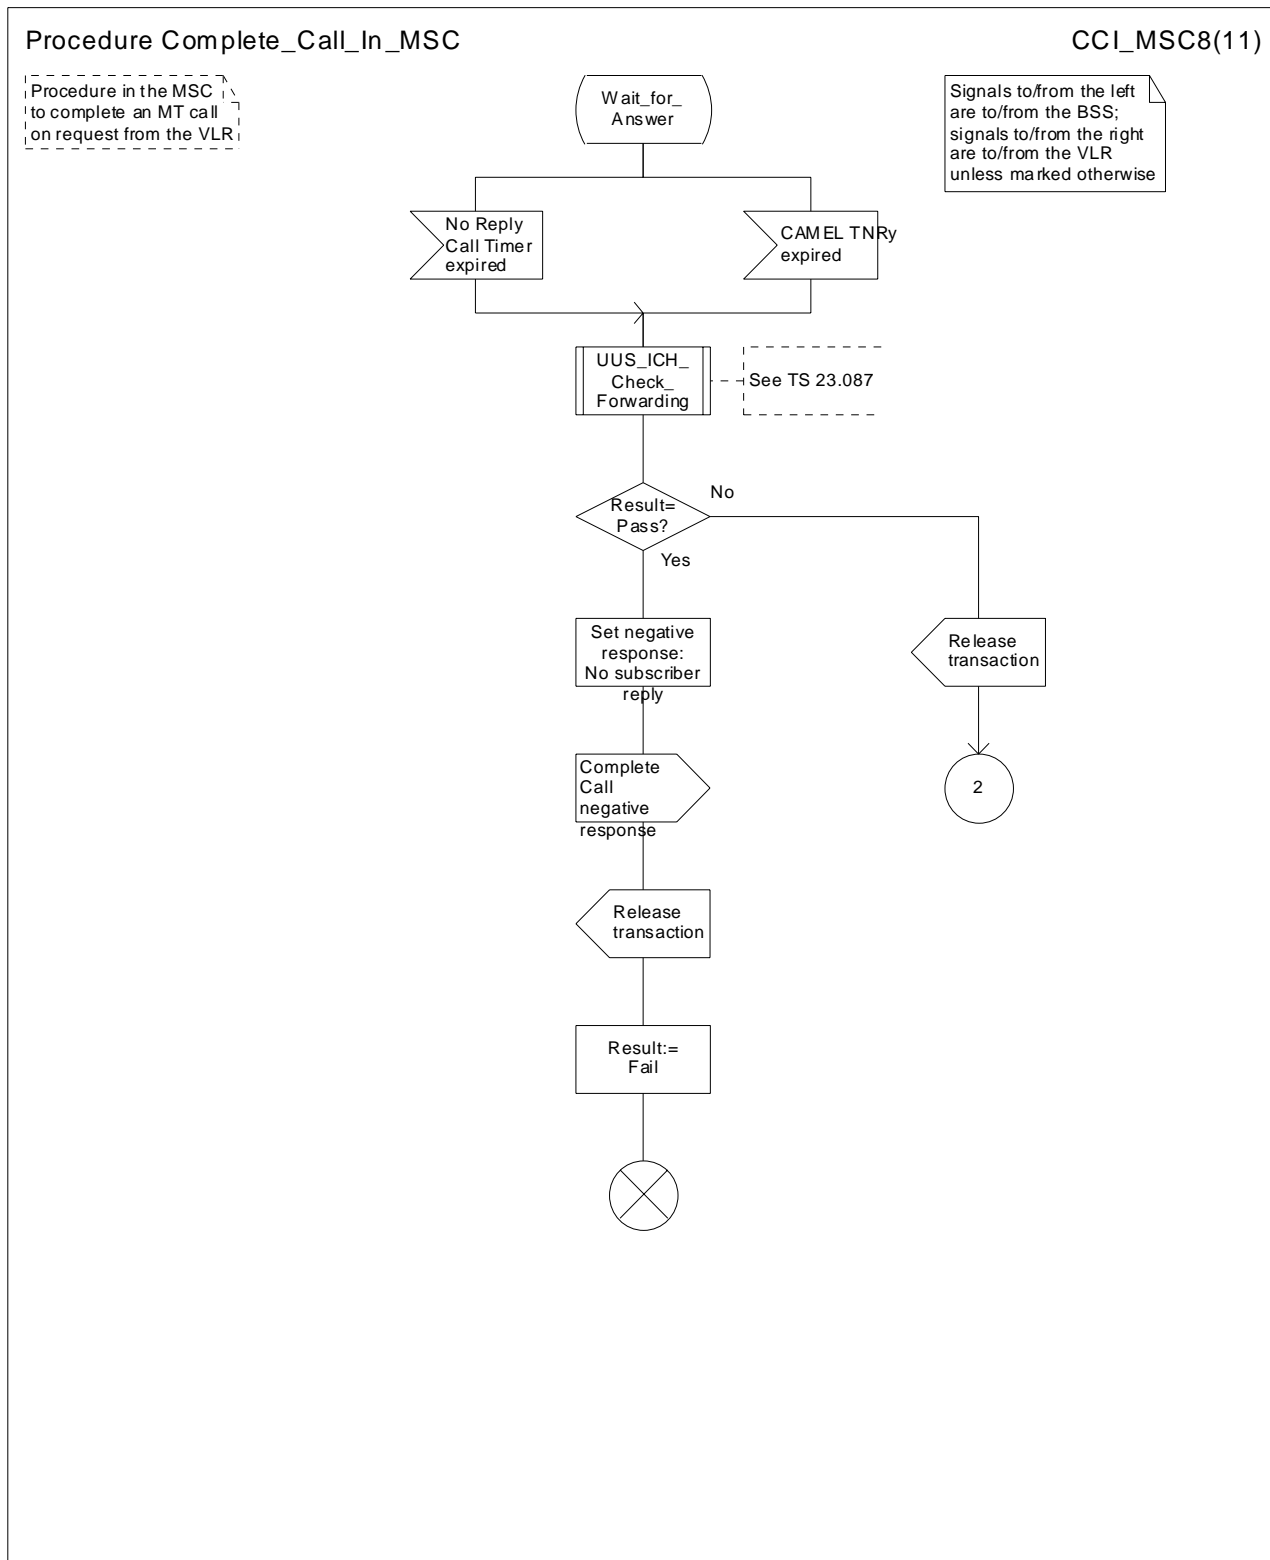 Procedure Complete_Call_In_MSC
CCI_MSC8(11)
Procedure in the MSC
to complete an MT call
on request from the VLR
Signals to/from the left
are to/from the BSS;
signals to/from the right
are to/from the VLR
unless marked otherwise
Wait_for_
Answer
No Reply
Call Timer
expired
CAMEL TNRy
expired
UUS_ICH_
Check_
Forwarding
See TS 23.087
Result=
Pass?
No
Yes
Set negative
response:
No subscriber
reply
Release
transaction
Complete
Call
negative
response
2
Release
transaction
Result:=
Fail